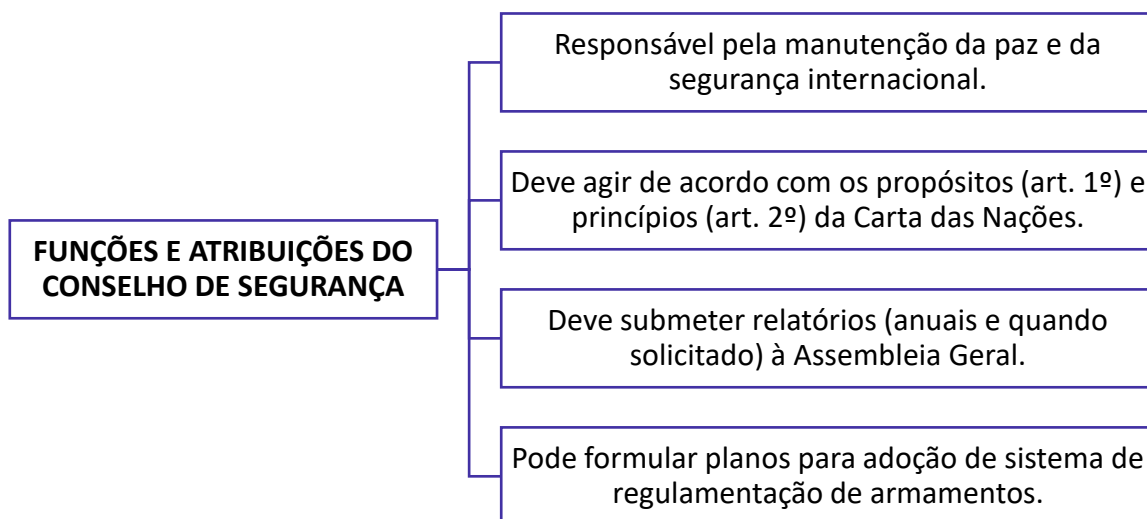 FUNÇÕES E ATRIBUIÇÕES DO
CONSELHO DE SEGURANÇA
Responsável pela manutenção da paz e da
segurança internacional.
Deve agir de acordo com os propósitos (art. 1º) e
princípios (art. 2º) da Carta das Nações.
Deve submeter relatórios (anuais e quando
solicitado) à Assembleia Geral.
Pode formular planos para adoção de sistema de
regulamentação de armamentos.